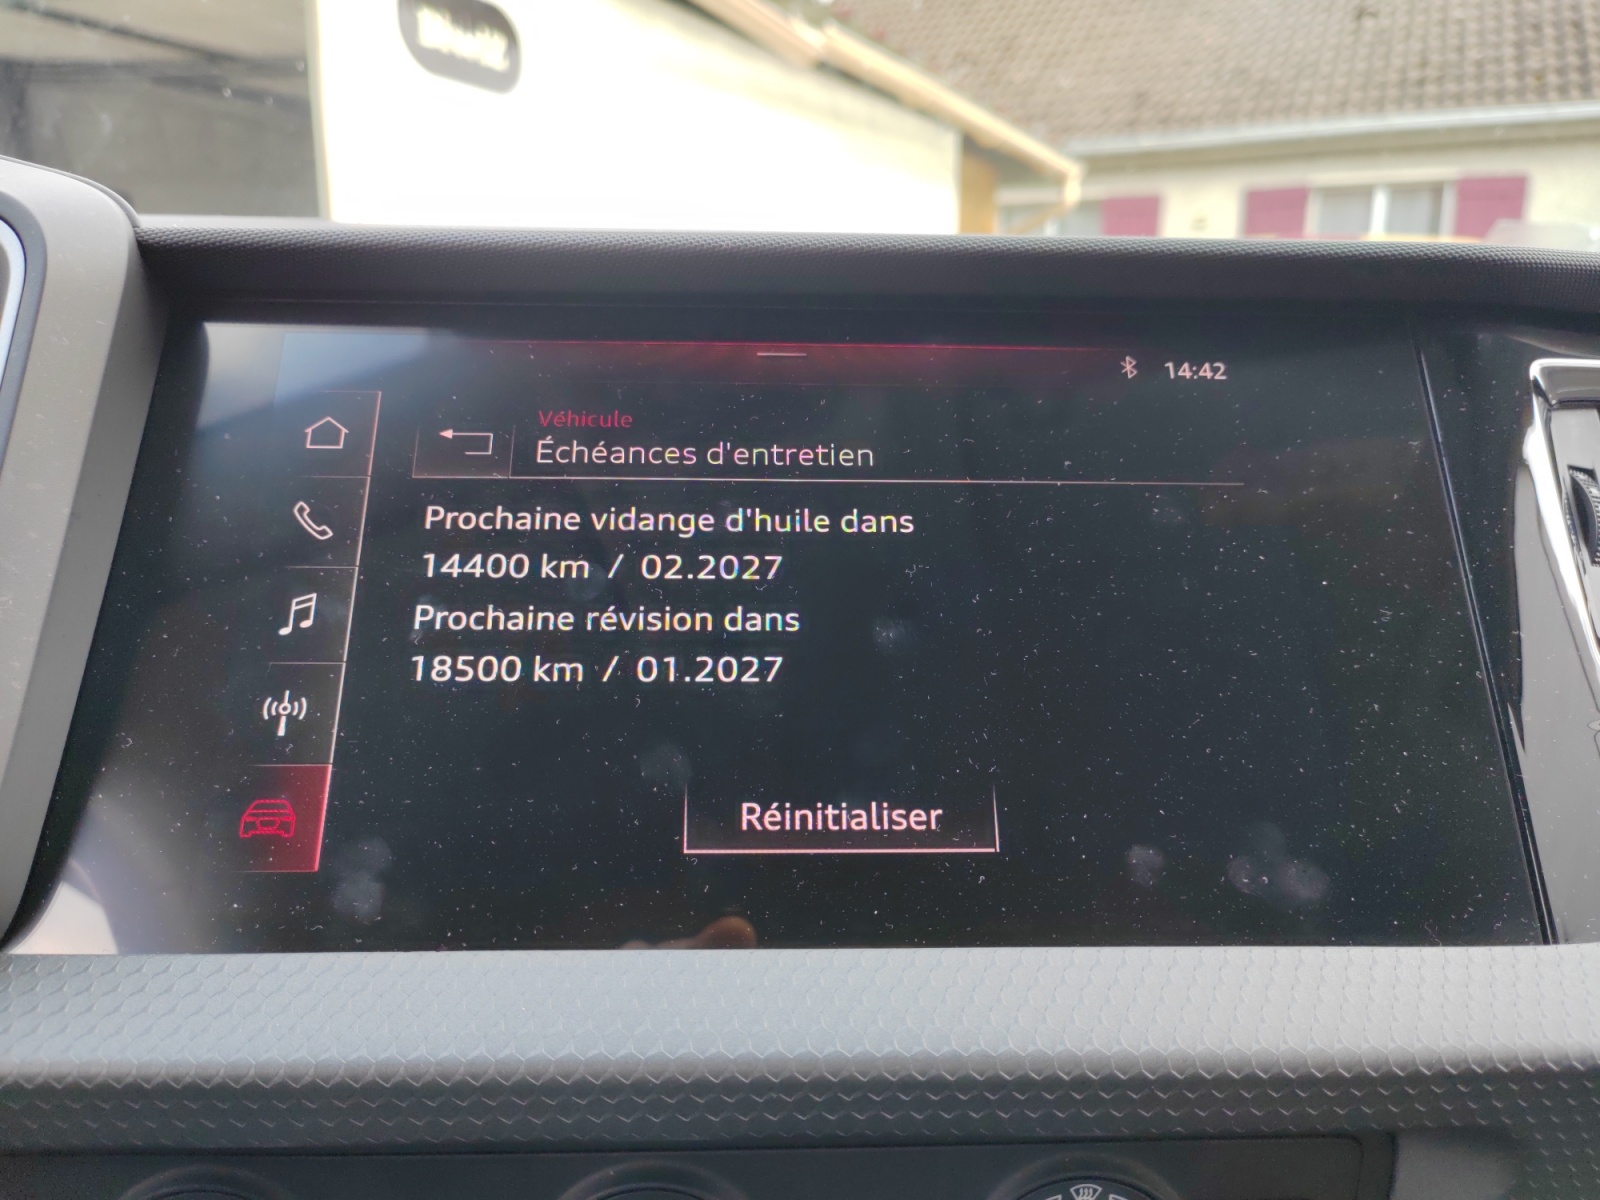 14:42
Véhicule
Échéances d'entretien
Prochaine vidange d'huile dans
14400 km / 02.2027
Prochaine révision dans
18500 km / 01.2027
Réinitialiser